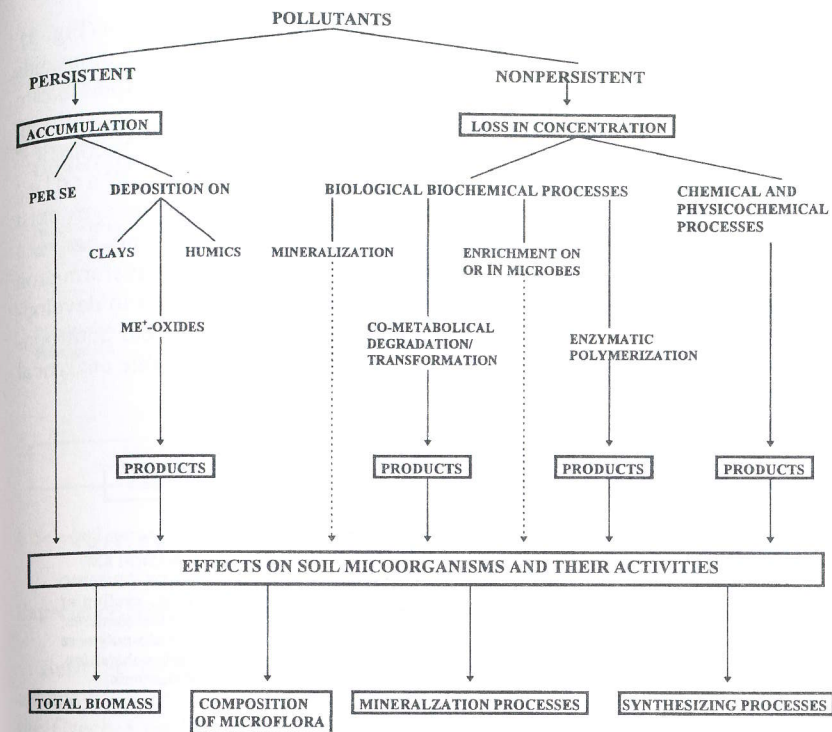 POLLUTANTS
PERSISTENT
NONPERSISTENT
ACCUMULATION
LOSS IN CONCENTRATION
PER SE
DEPOSITION ON
BIOLOGICAL BIOCHEMICAL PROCESSES
CHEMICAL AND
PHYSICOCHEMICAL
PROCESSES
CLAYS
HUMICS
MINERALIZATION
ENRICHMENT ON
OR IN MICROBES
ME⁺-OXIDES
CO-METABOLICAL
DEGRADATION/
TRANSFORMATION
ENZYMATIC
POLYMERIZATION
PRODUCTS
PRODUCTS
PRODUCTS
PRODUCTS
EFFECTS ON SOIL MICOORGANISMS AND THEIR ACTIVITIES
TOTAL BIOMASS
COMPOSITION
OF MICROFLORA
MINERALZATION PROCESSES
SYNTHESIZING PROCESSES